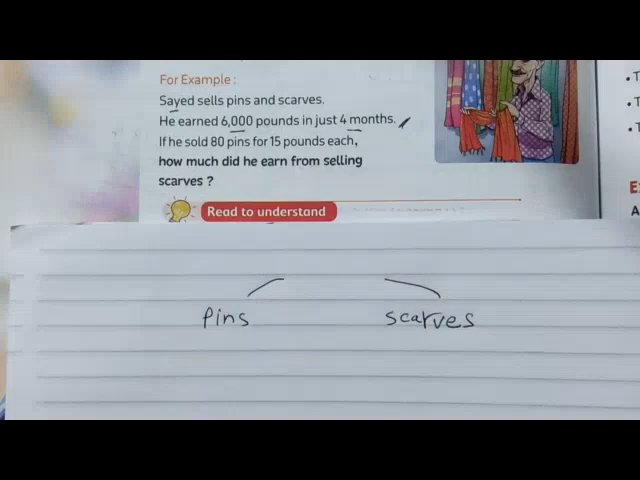 For Example :
Sayed sells pins and scarves.
He earned 6,000 pounds in just 4 months.
If he sold 80 pins for 15 pounds each,
how much did he earn from selling
scarves ?
Read to understand
Pins scarves
• T
• T
• T
E
A